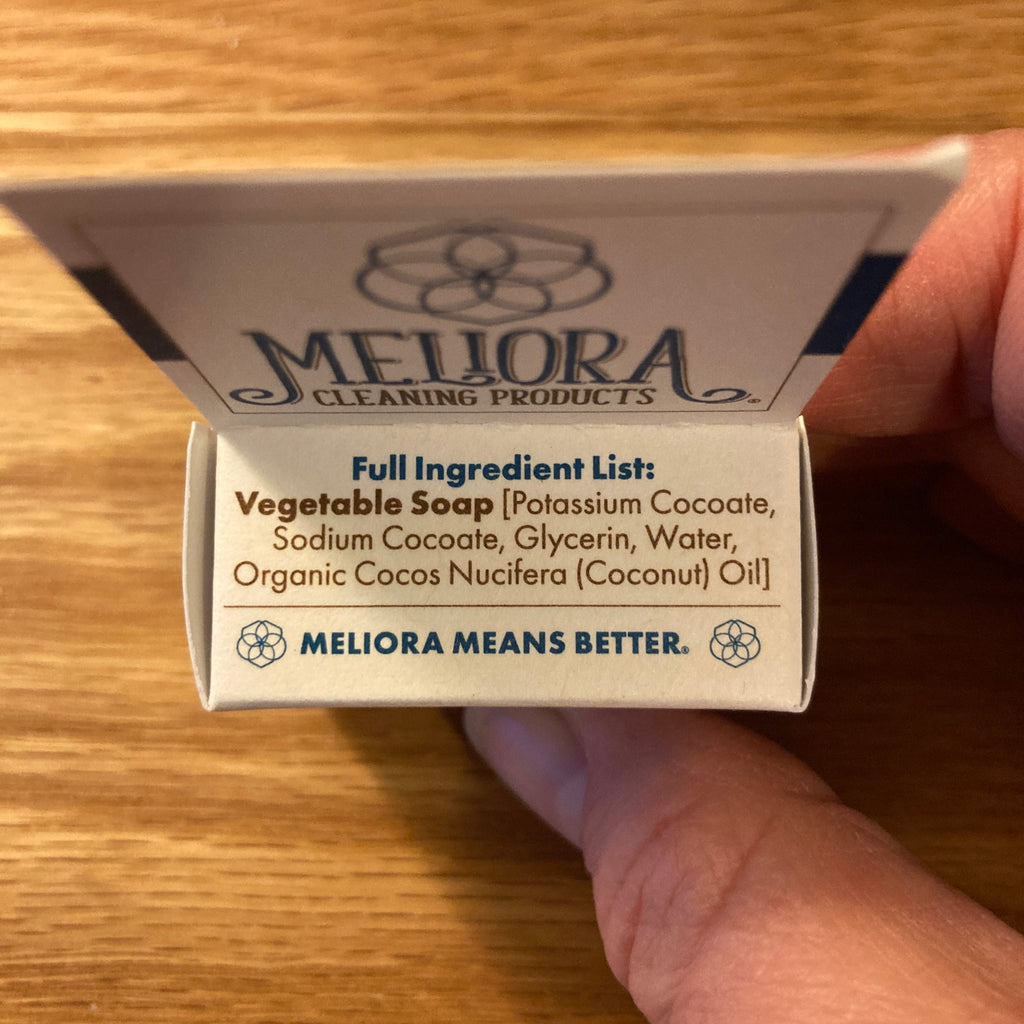 MELIORA
CLEANING PRODUCTS®
Full Ingredient List:
Vegetable Soap [Potassium Cocoate,
Sodium Cocoate, Glycerin, Water,
Organic Cocos Nucifera (Coconut) Oil]
MELIORA MEANS BETTER®